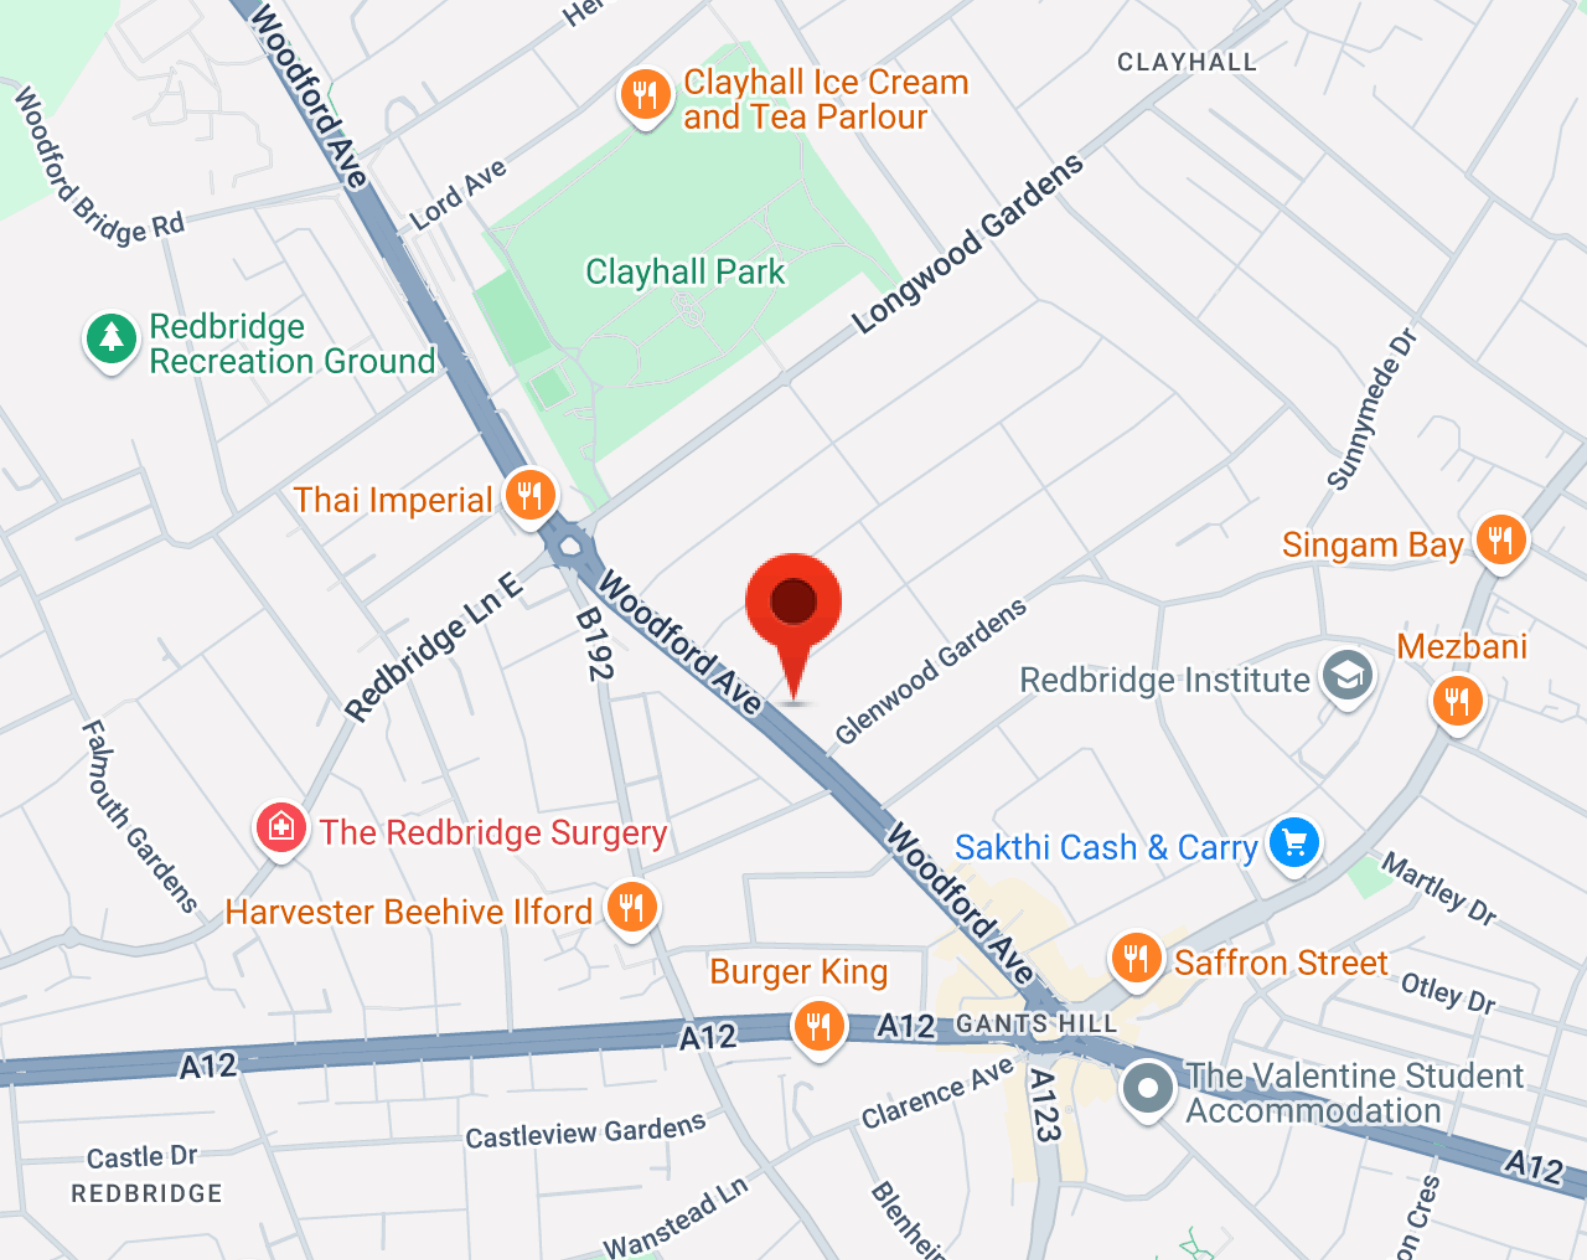 Woodford Ave
Her
CLAYHALL
Clayhall Ice Cream
and Tea Parlour
Woodford Bridge Rd
Lord Ave
Longwood Gardens
Clayhall Park
Redbridge
Recreation Ground
Sunnymede Dr
Thai Imperial
Singam Bay
Redbridge Ln E
B192
Woodford Ave
Glenwood Gardens
Mezbani
Redbridge Institute
Falmouth Gardens
The Redbridge Surgery
Woodford Ave
Sakthi Cash & Carry
Martley Dr
Harvester Beehive Ilford
Burger King
Saffron Street
Otley Dr
A12
A12
A12
GANTS HILL
A123
Clarence Ave
The Valentine Student
Accommodation
Castleview Gardens
Castle Dr
REDBRIDGE
A12
Wanstead Ln
Blenhei
on Cres